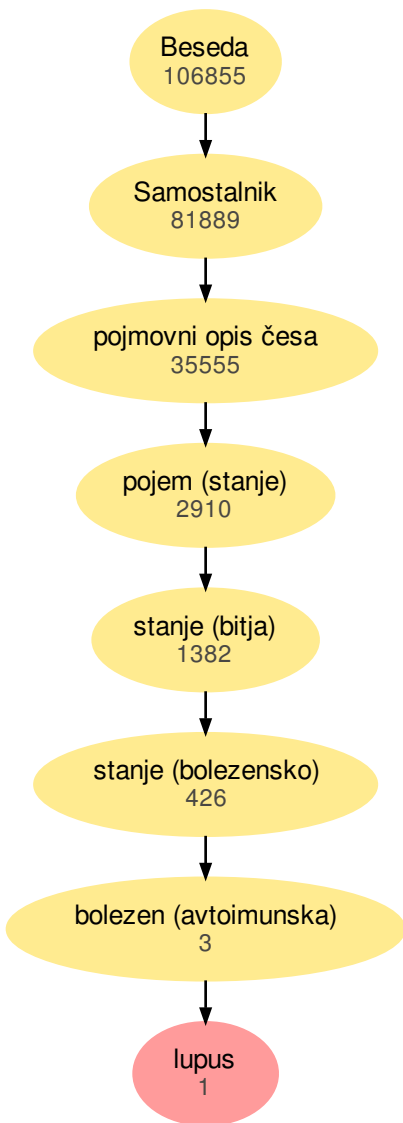 Beseda
106855
Samostalnik
81889
pojmovni opis česa
35555
pojem (stanje)
2910
stanje (bitja)
1382
stanje (bolezensko)
426
bolezen (avtoimunska)
3
lupus
1